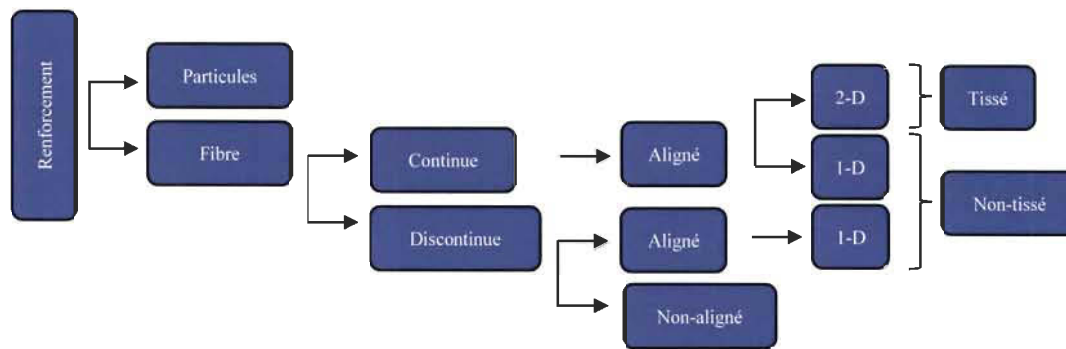 Renforcement
Particules
Fibre
Continue
Discontinue
Aligné
Aligné
Non-aligné
2-D
1-D
1-D
Tissé
Non-tissé